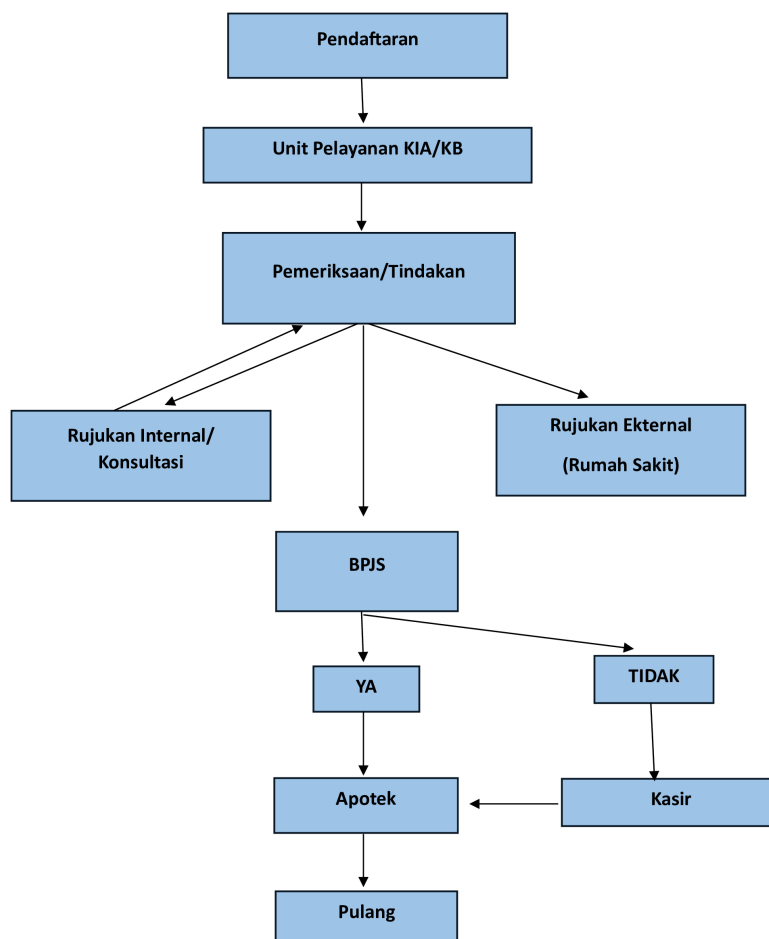 Pendaftaran
Unit Pelayanan KIA/KB
Pemeriksaan/Tindakan
Rujukan Internal/
Konsultasi
Rujukan Ekternal
(Rumah Sakit)
BPJS
YA
TIDAK
Apotek
Kasir
Pulang